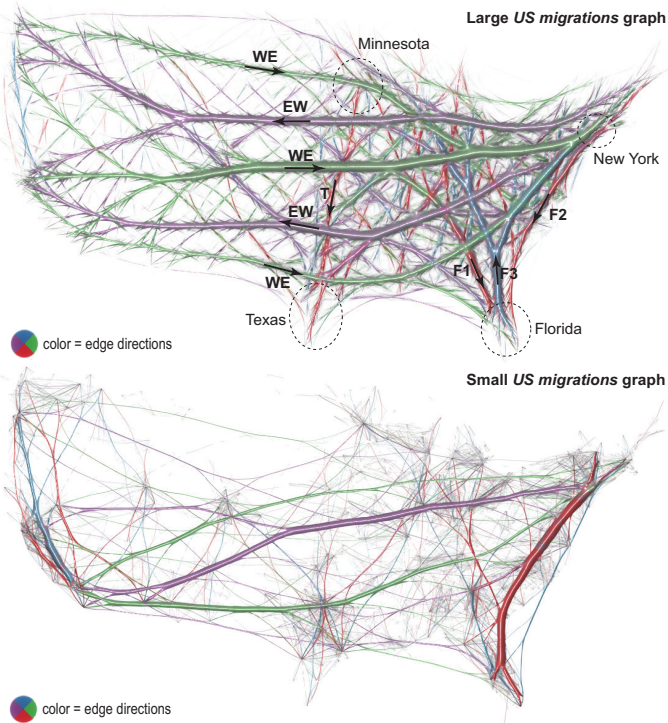 Large US migrations graph
Minnesota
WE
EW
WE
New York
T
EW
F2
WE
F1
F3
Texas
Florida
color = edge directions
Small US migrations graph
color = edge directions